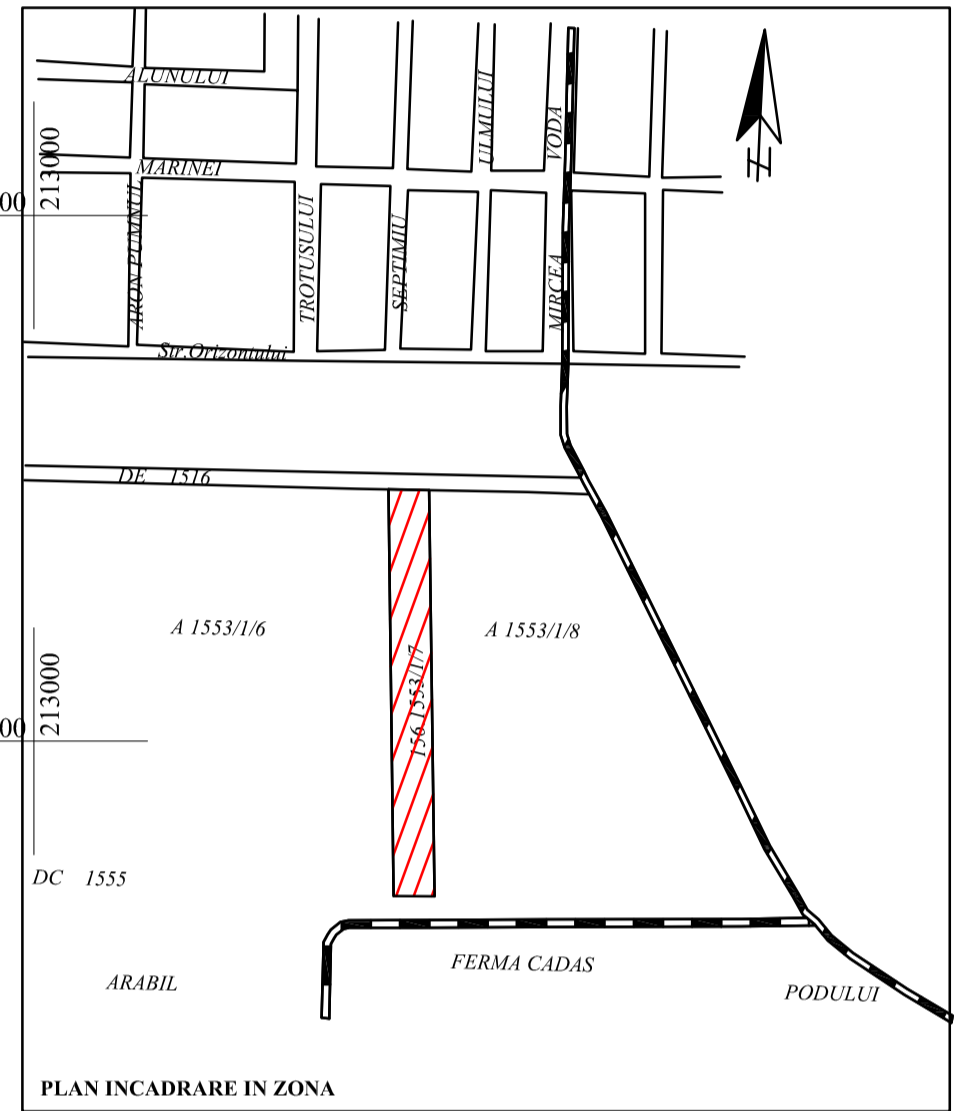 ALUNULUI
ULMULUI
VODA
213000
MARINEI
00
ARON PUMNUL
TROTUSULUI
SEPTIMIU
MIRCEA
Str.Orizontului
DE 1516
A 1553/1/6
A 1553/1/8
156 1553/1/7
213000
00
DC 1555
FERMA CADAS
ARABIL
PODULUI
PLAN INCADRARE IN ZONA
N